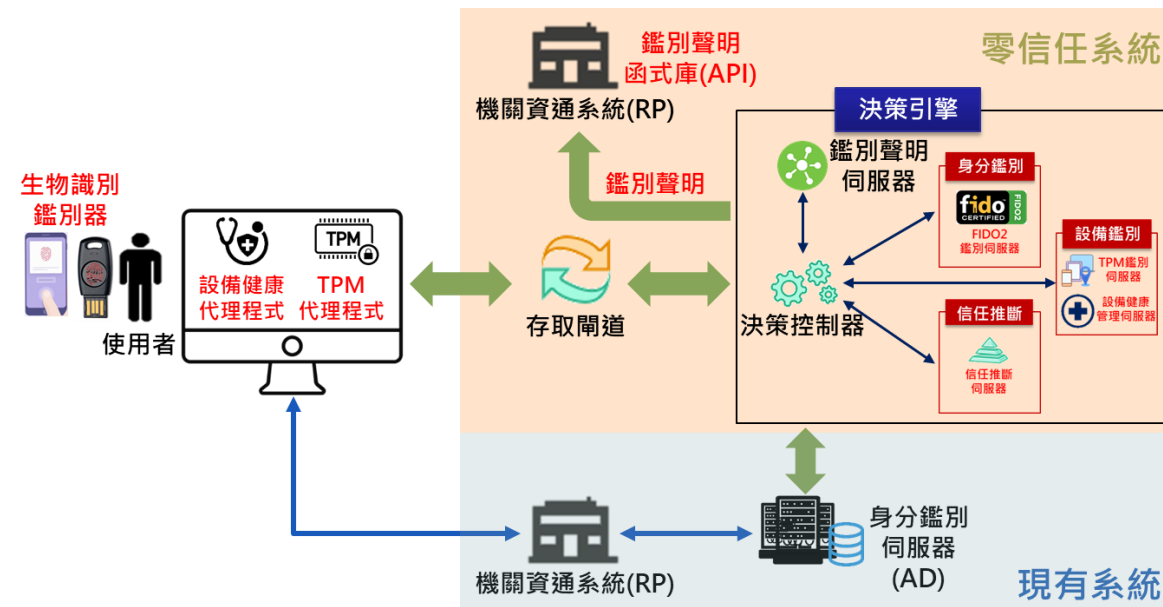 零信任系統
鑑別聲明
函式庫(API)
機關資通系統(RP)
決策引擎
鑑別聲明
伺服器
身分鑑別
fido
CERTIFIED
FIDO2
FIDO2
鑑別伺服器
鑑別聲明
生物識別
鑑別器
TPM
設備健康
代理程式
TPM
代理程式
使用者
存取閘道
決策控制器
設備鑑別
TPM鑑別
伺服器
設備健康
管理伺服器
信任推斷
信任推斷
伺服器
機關資通系統(RP)
身分鑑別
伺服器
(AD)
現有系統